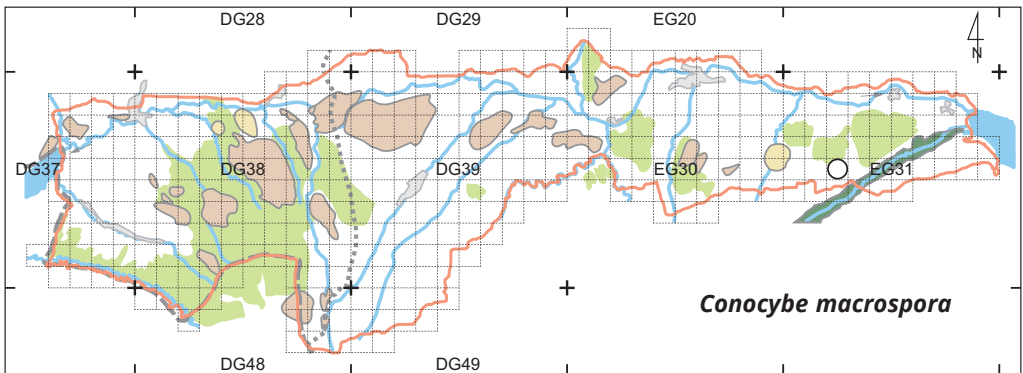 DG28 DG29 EG20
N
DG37 DG38 DG39 EG30 EG31
Conocybe macrospora
DG48 DG49